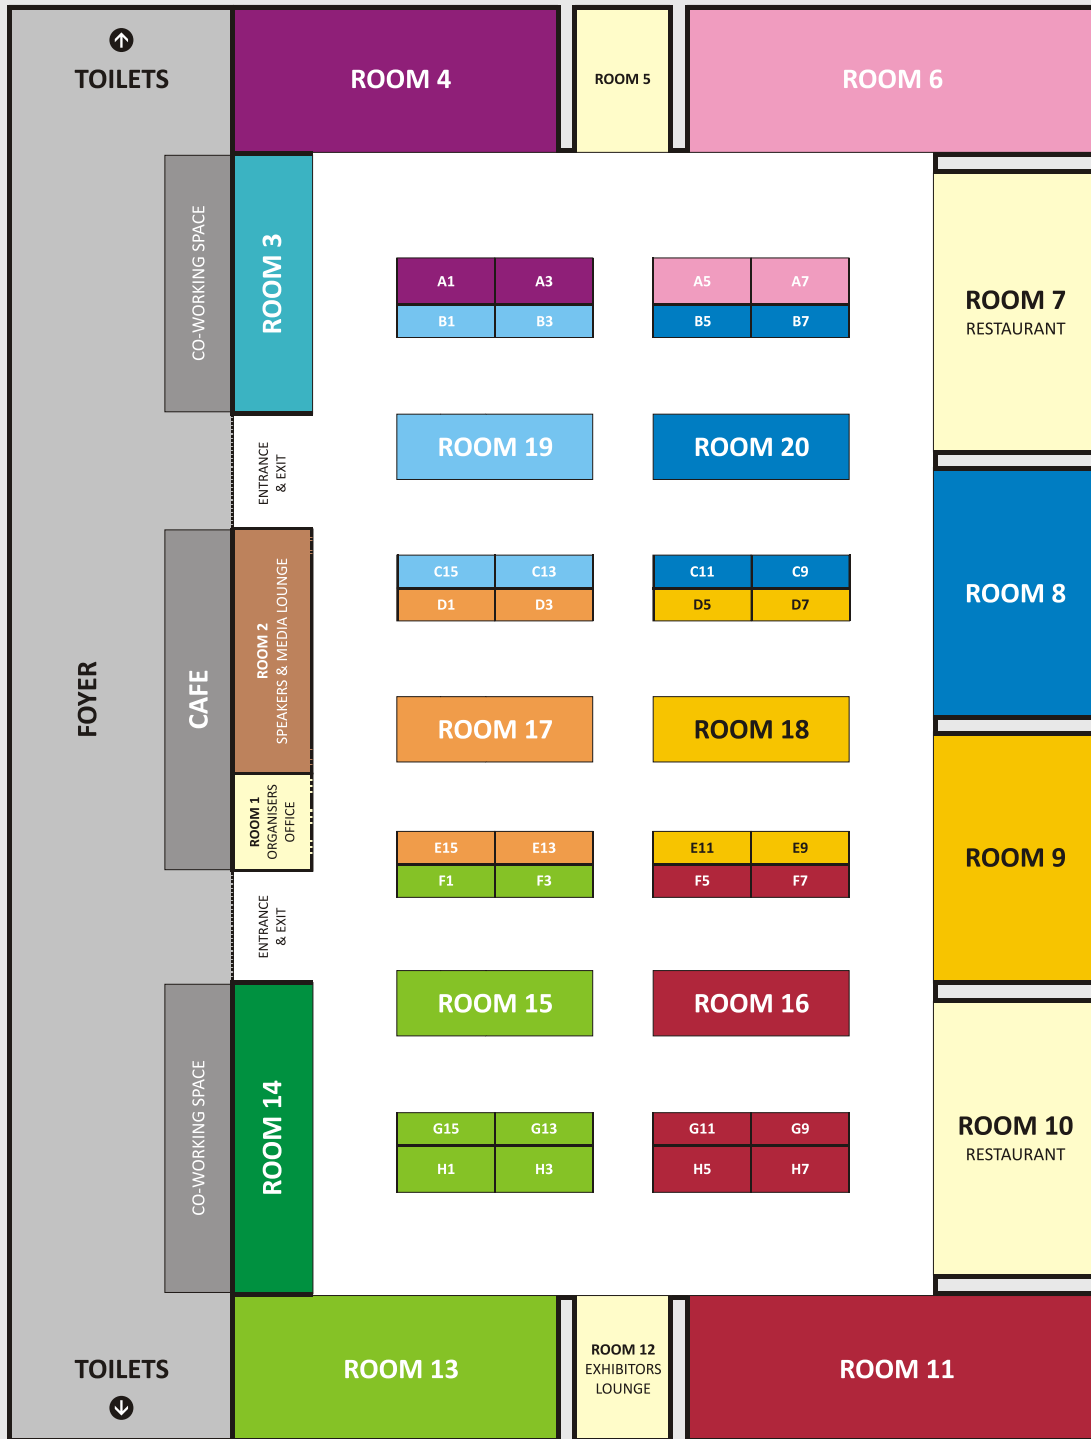 TOILETS
ROOM 4
ROOM 5
ROOM 6
CO-WORKING SPACE
ROOM 3
A1 A3 A5 A7
B1 B3 B5 B7
ROOM 7
RESTAURANT
ENTRANCE
& EXIT
ROOM 19
ROOM 20
C15 C13 C11 C9
D1 D3 D5 D7
ROOM 8
FOYER
CAFE
ROOM 2
SPEAKERS & MEDIA LOUNGE
ROOM 17
ROOM 18
ROOM 1
ORGANISERS
OFFICE
E15 E13 E11 E9
F1 F3 F5 F7
ROOM 9
ENTRANCE
& EXIT
ROOM 15
ROOM 16
CO-WORKING SPACE
ROOM 14
G15 G13 G11 G9
H1 H3 H5 H7
ROOM 10
RESTAURANT
TOILETS
ROOM 13
ROOM 12
EXHIBITORS
LOUNGE
ROOM 11